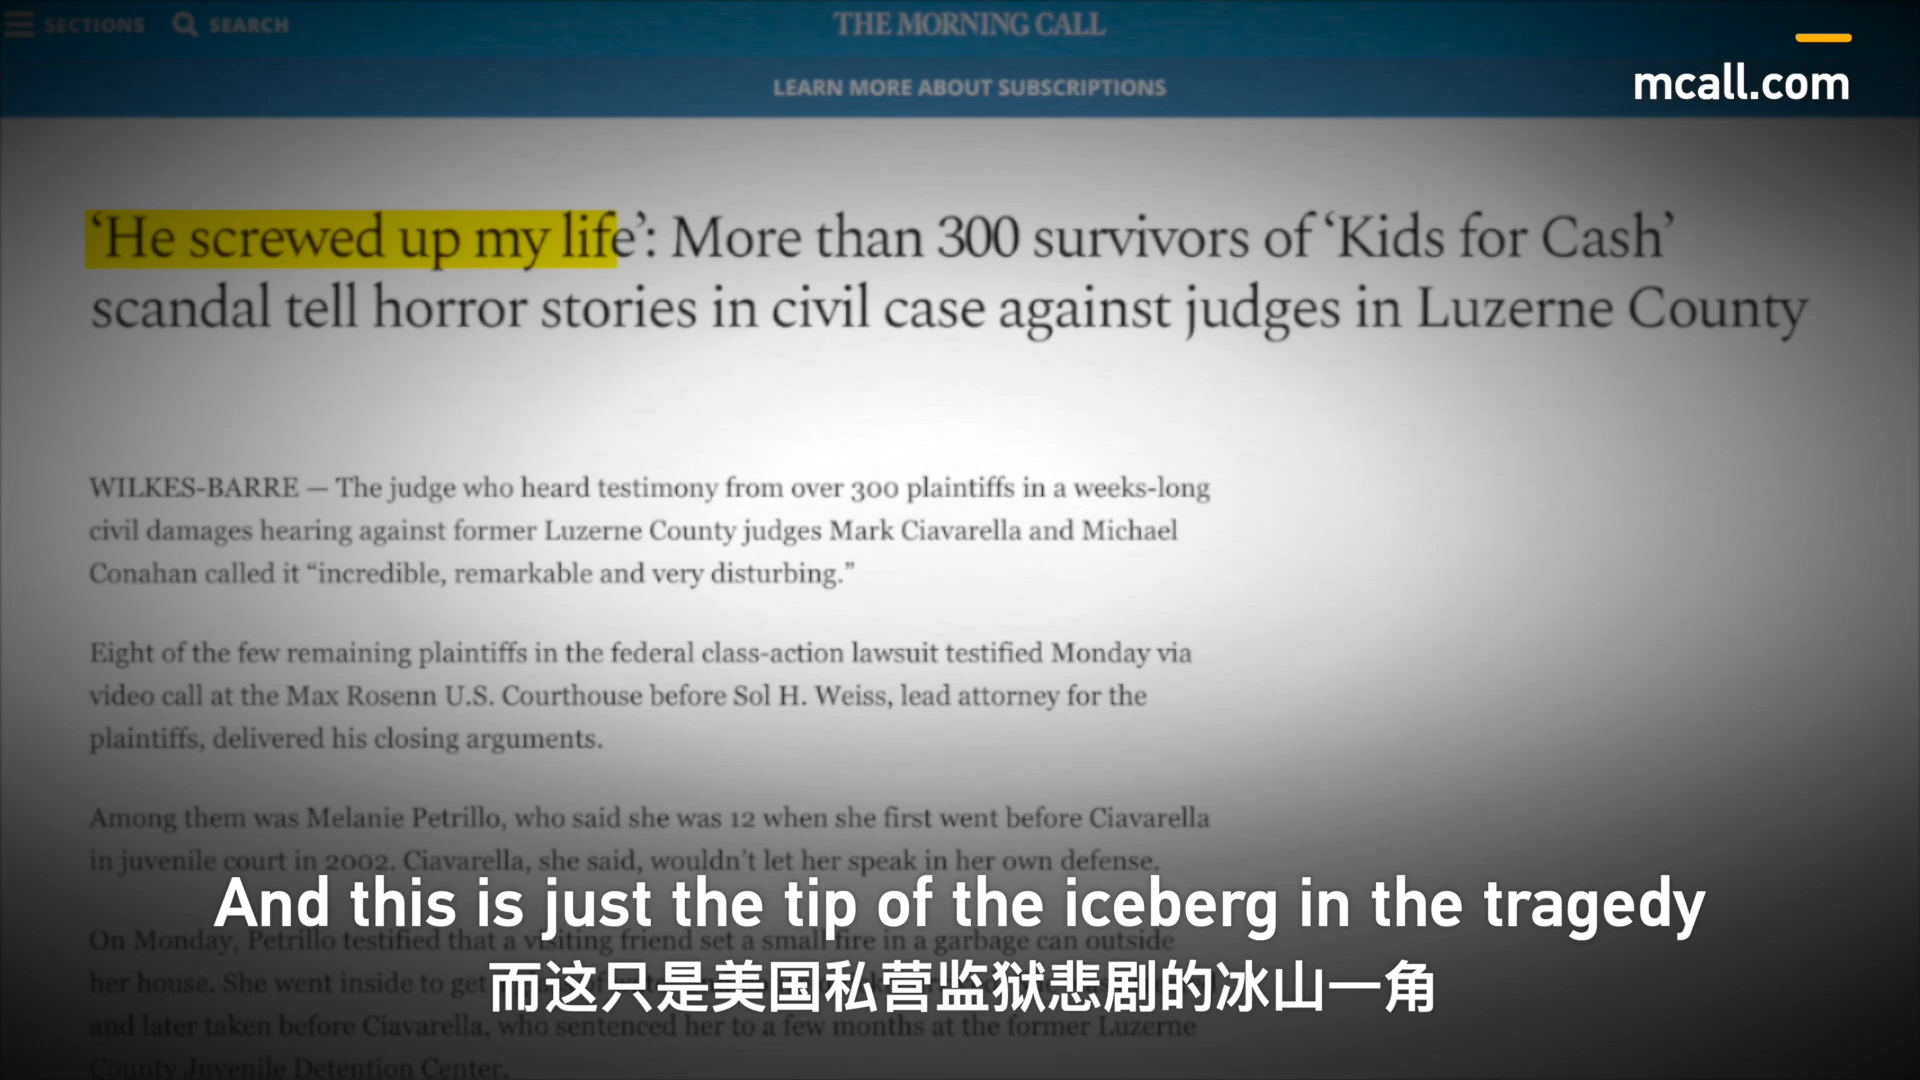 SECTIONS SEARCH THE MORNING CALL
LEARN MORE ABOUT SUBSCRIPTIONS
mcall.com
‘He screwed up my life’: More than 300 survivors of ‘Kids for Cash’
scandal tell horror stories in civil case against judges in Luzerne County
WILKES-BARRE — The judge who heard testimony from over 300 plaintiffs in a weeks-long
civil damages hearing against former Luzerne County judges Mark Ciavarella and Michael
Conahan called it “incredible, remarkable and very disturbing.”
Eight of the few remaining plaintiffs in the federal class-action lawsuit testified Monday via
video call at the Max Rosenn U.S. Courthouse before Sol H. Weiss, lead attorney for the
plaintiffs, delivered his closing arguments.
Among them was Melanie Petrillo, who said she was 12 when she first went before Ciavarella
in juvenile court in 2002. Ciavarella, she said, wouldn’t let her speak in her own defense.
And this is just the tip of the iceberg in the tragedy
On Monday, Petrillo testified that a visiting friend set a small fire in a garbage can outside
her house. She went inside to get
而这只是美国私营监狱悲剧的冰山一角
and later taken before Ciavarella, who sentenced her to a few months at the former Luzerne
County Juvenile Detention Center.